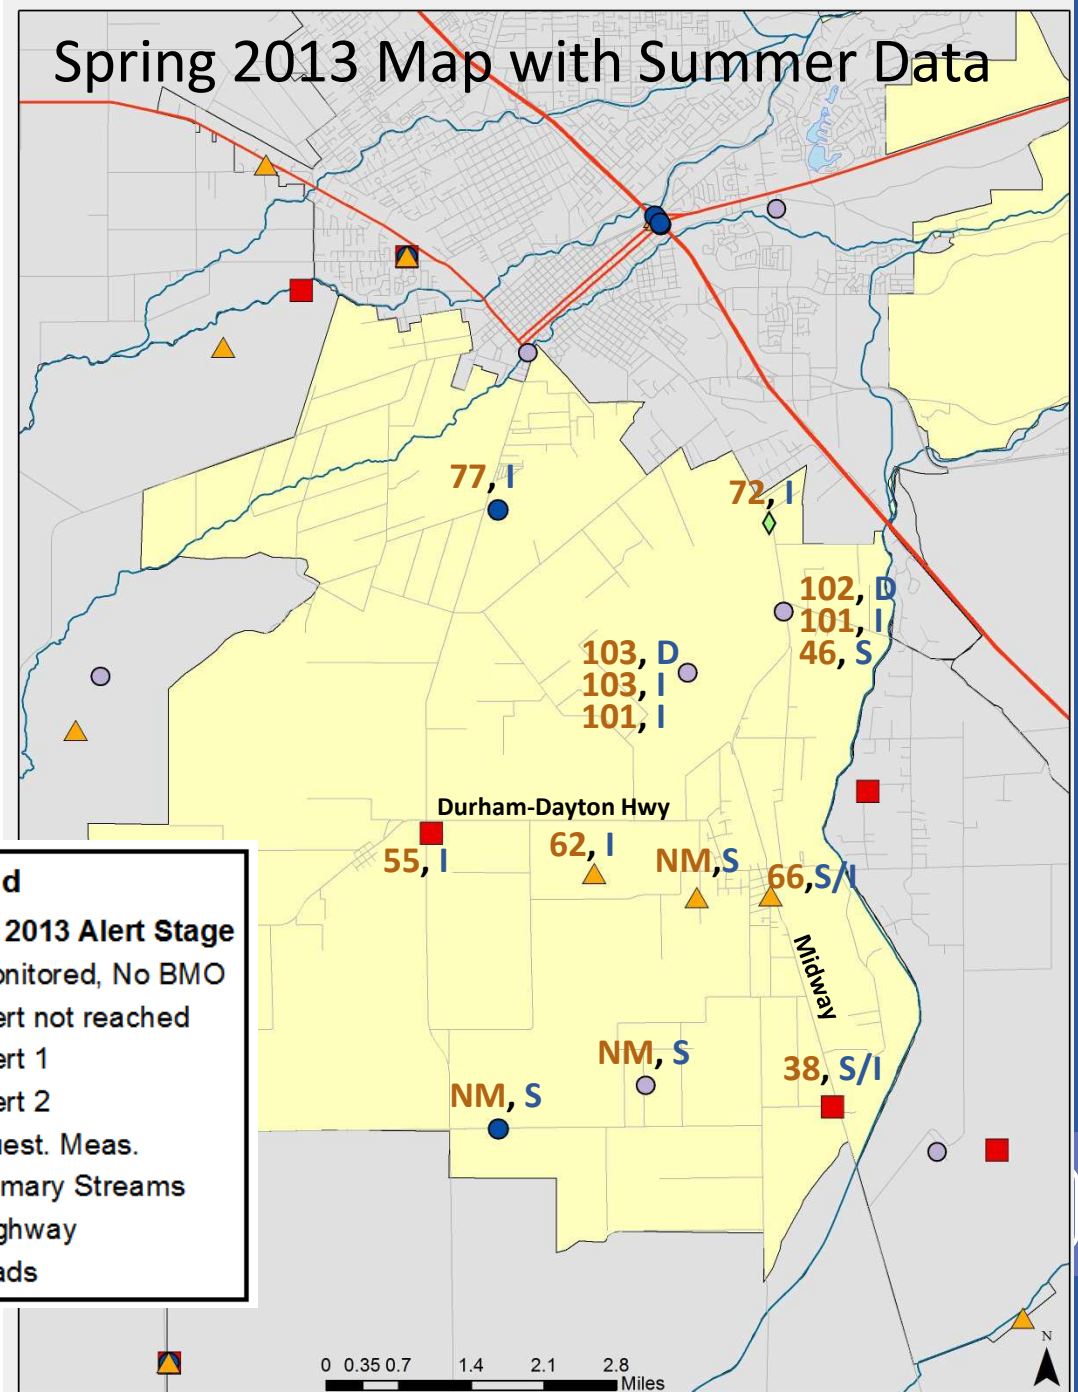 Spring 2013 Map with Summer Data
77, I
72, I
102, D
101, I
46, S
103, D
103, I
101, I
Durham-Dayton Hwy
55, I
62, I
NM,S
66,S/I
Midway
NM, S
38, S/I
NM, S
d
2013 Alert Stage
onitored, No BMO
ert not reached
ert 1
ert 2
uest. Meas.
mary Streams
ghway
ads
N
0 0.35 0.7 1.4 2.1 2.8
Miles